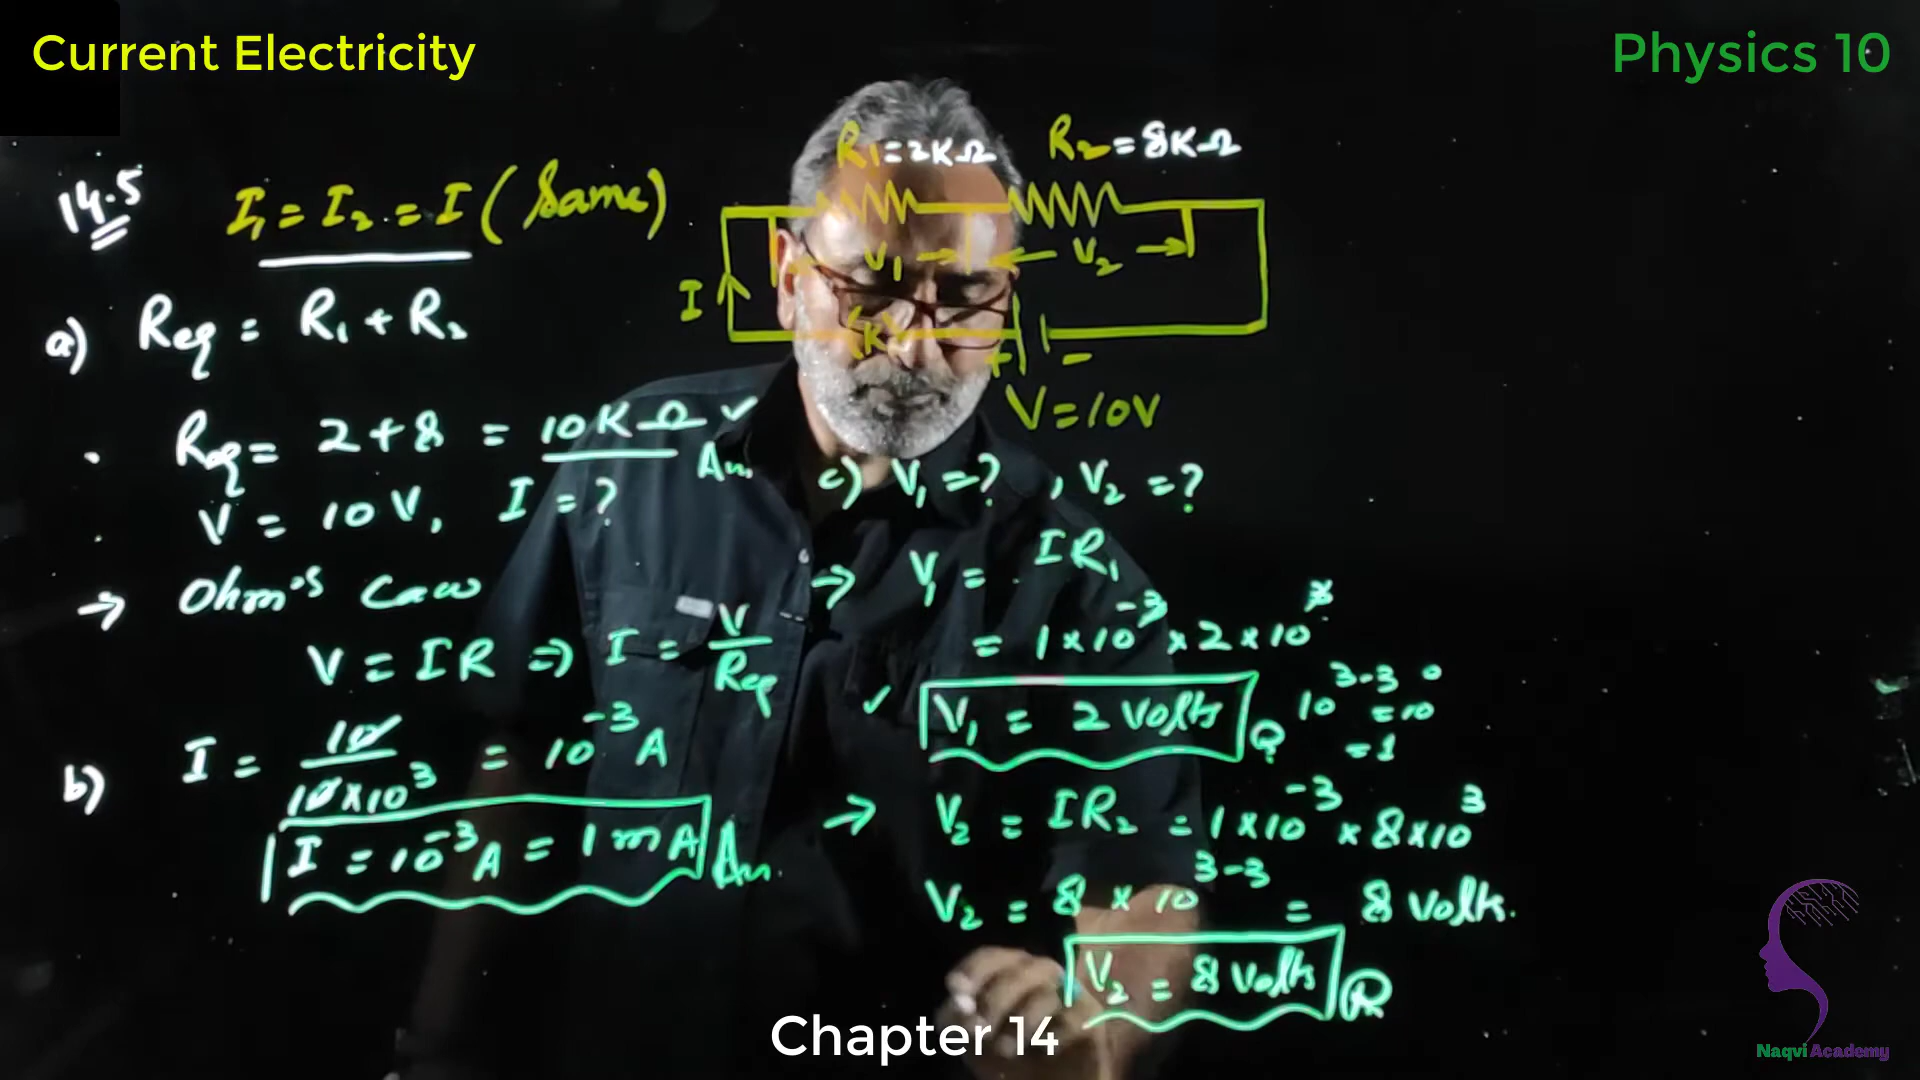 Current Electricity
Physics 10
14.5
I₁ = I₂ = I (Same)
R₁ = 2KΩ R₂ = 8KΩ
V₁ V₂
I
(K)
+ -
V = 10V
a) Req = R₁ + R₂
Req = 2 + 8 = 10KΩ ✓
An
V = 10V, I = ?
→ Ohm's Law
V = IR ⇒ I = V/Req
b) I = 10/10×10³ = 10⁻³A
I = 10⁻³A = 1mA An.
c) V₁ = ? , V₂ = ?
→ V₁ = IR₁
= 1×10⁻³ × 2×10³
✓ V₁ = 2 Volts
10³⁻³ = 10⁰
= 1
→ V₂ = IR₂ = 1×10⁻³ × 8×10³
V₂ = 8 × 10³⁻³ = 8 Volts.
V₂ = 8 Volts
Chapter 14
Naqvi Academy